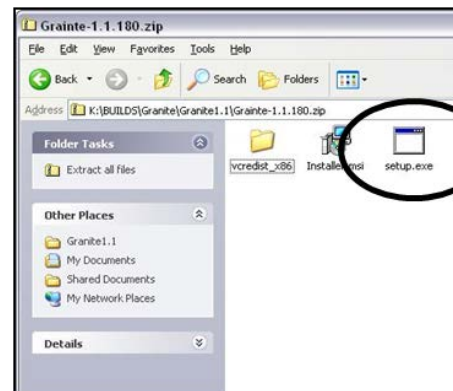 Grainte-1.1.180.zip
File Edit View Favorites Tools Help
Back Search Folders
Address K:\BUILDS\Granite\Granite1.1\Grainte-1.1.180.zip
Folder Tasks
Extract all files
Other Places
Granite1.1
My Documents
Shared Documents
My Network Places
Details
vcredist_x86 Installer.msi setup.exe